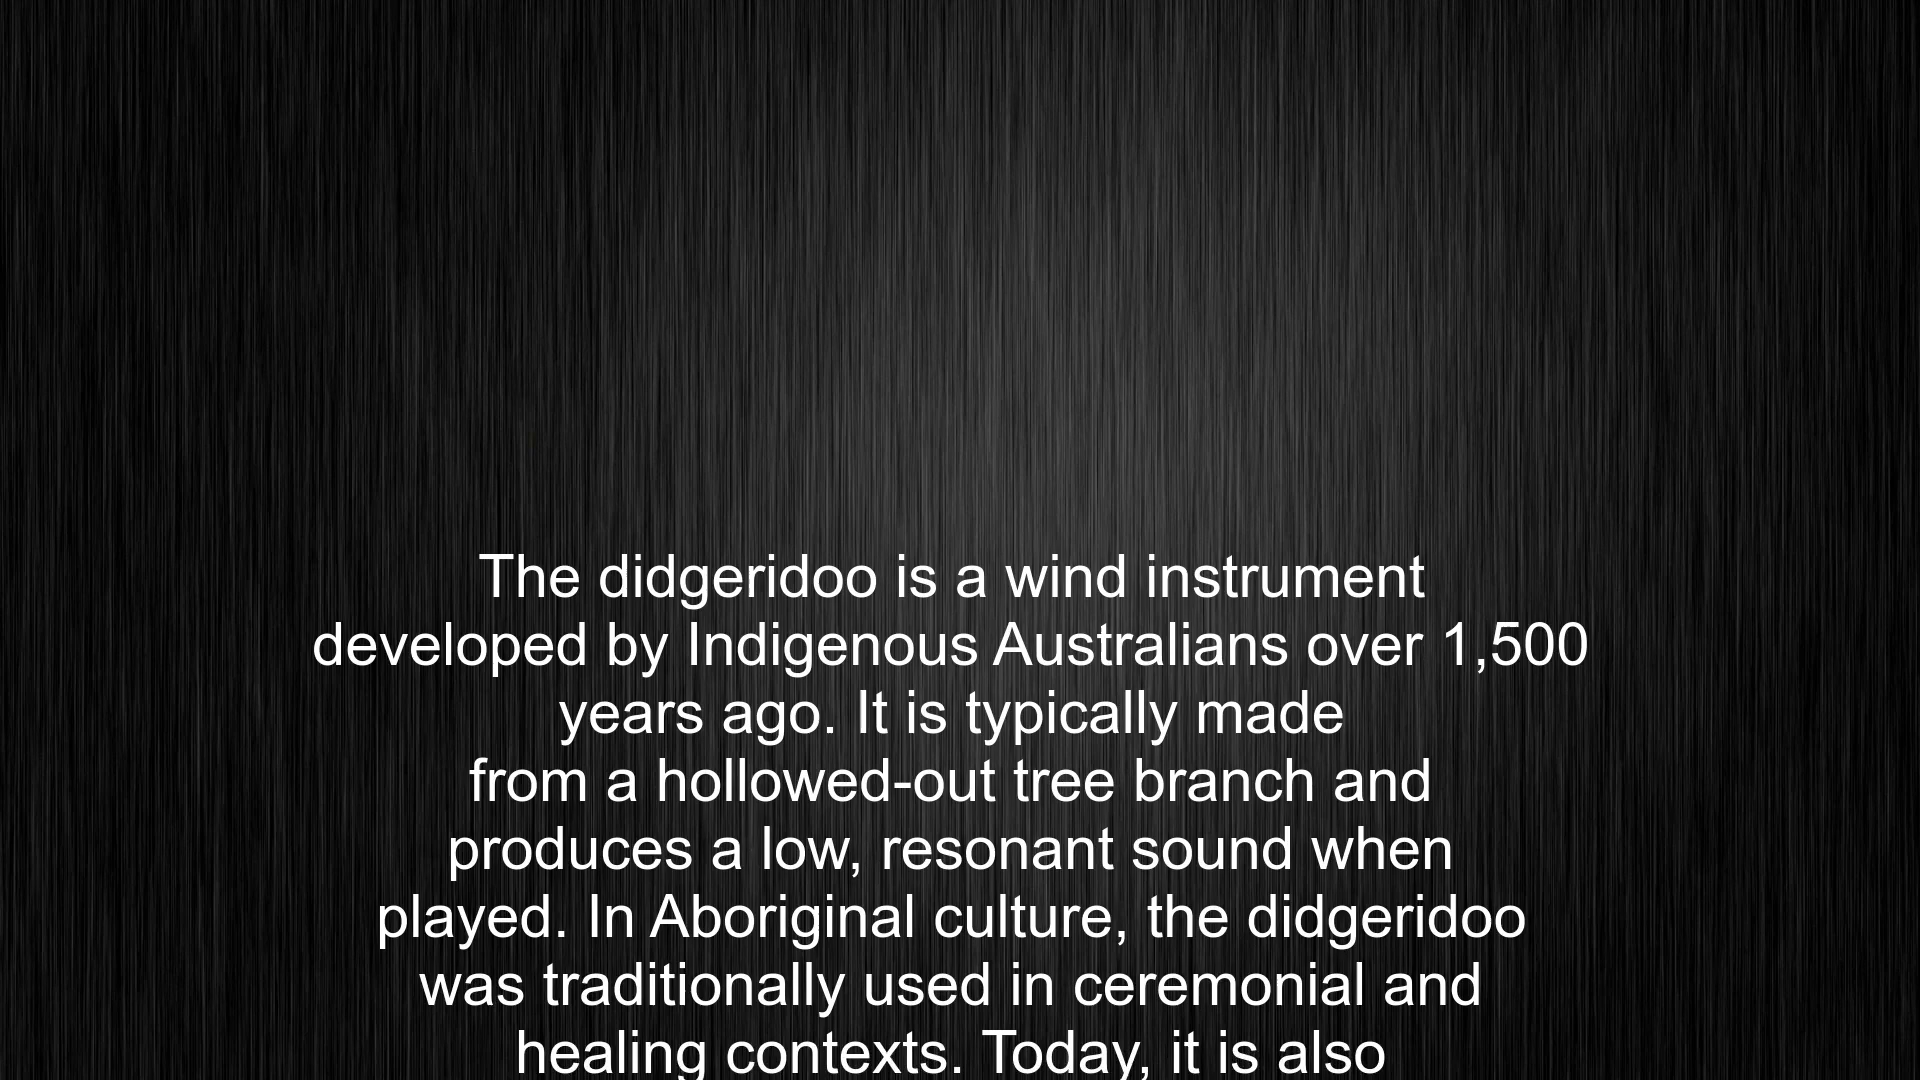 The didgeridoo is a wind instrument
developed by Indigenous Australians over 1,500
years ago. It is typically made
from a hollowed-out tree branch and
produces a low, resonant sound when
played. In Aboriginal culture, the didgeridoo
was traditionally used in ceremonial and
healing contexts. Today, it is also